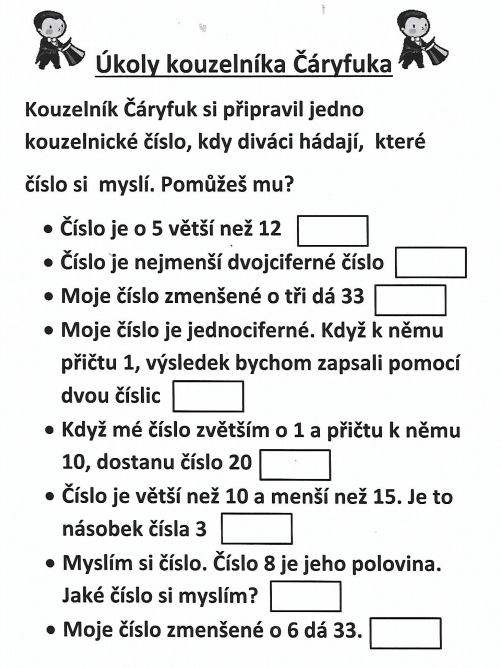 Úkoly kouzelníka Čáryfuka
Kouzelník Čáryfuk si připravil jedno
kouzelnické číslo, kdy diváci hádají, které
číslo si myslí. Pomůžeš mu?
• Číslo je o 5 větší než 12
• Číslo je nejmenší dvojciferné číslo
• Moje číslo zmenšené o tři dá 33
• Moje číslo je jednociferné. Když k němu
přičtu 1, výsledek bychom zapsali pomocí
dvou číslic
• Když mé číslo zvětším o 1 a přičtu k němu
10, dostanu číslo 20
• Číslo je větší než 10 a menší než 15. Je to
násobek čísla 3
• Myslím si číslo. Číslo 8 je jeho polovina.
Jaké číslo si myslím?
• Moje číslo zmenšené o 6 dá 33.